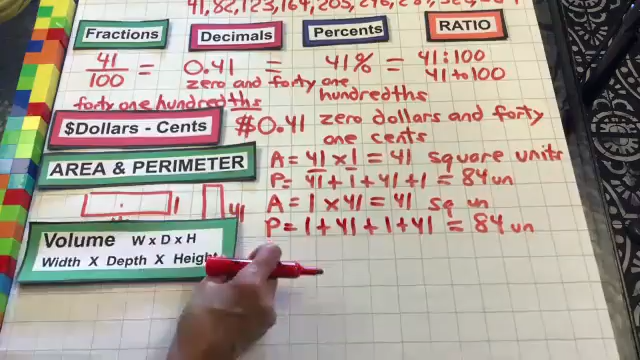 41, 82, 123, 164, 205, 246, 287,
Fractions Decimals Percents RATIO
41/100 = 0.41 41% = 41:100
zero and forty one hundredths 41 to 100
forty one hundredths
$Dollars - Cents $0.41 zero dollars and forty
one cents
AREA & PERIMETER A = 41 x 1 = 41 square units
P = 41 + 1 + 41 + 1 = 84 un
1 41 A = 1 x 41 = 41 sq un
P = 1 + 41 + 1 + 41 = 84 un
Volume W x D x H
Width X Depth X Height